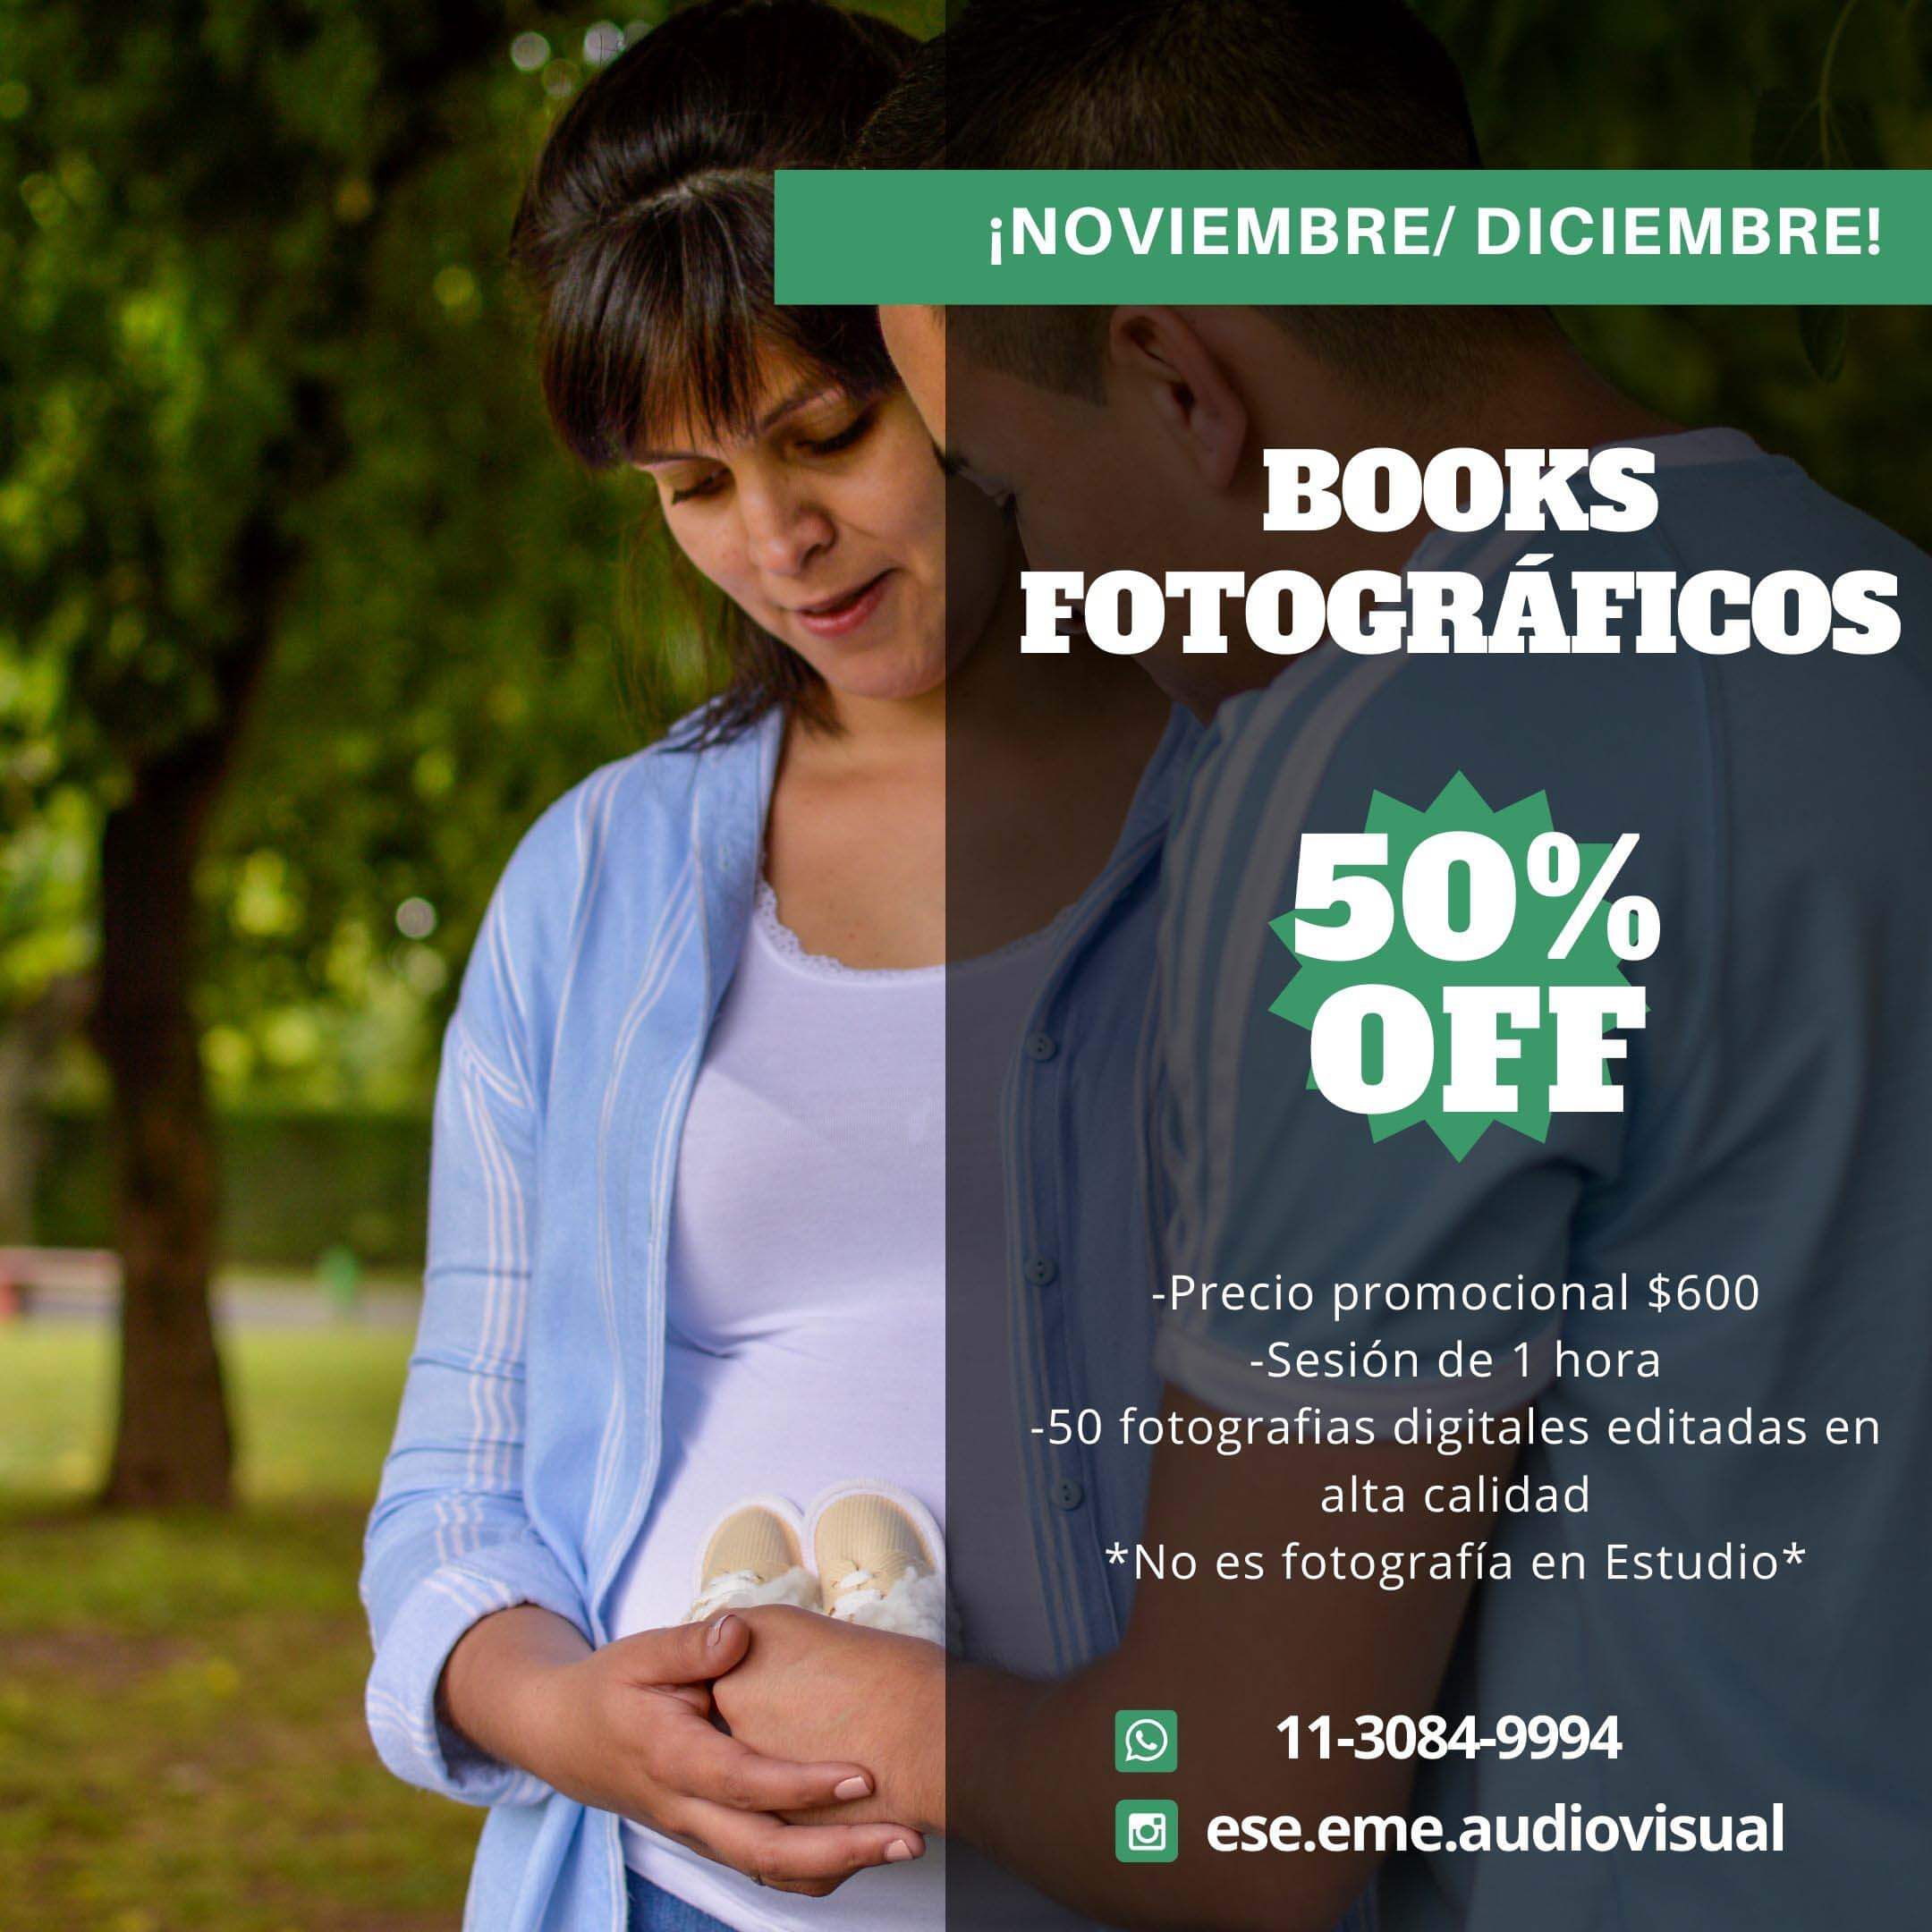 ¡NOVIEMBRE/ DICIEMBRE!
BOOKS
FOTOGRÁFICOS
50%
OFF
-Precio promocional $600
-Sesión de 1 hora
-50 fotografias digitales editadas en
alta calidad
*No es fotografía en Estudio*
11-3084-9994
ese.eme.audiovisual